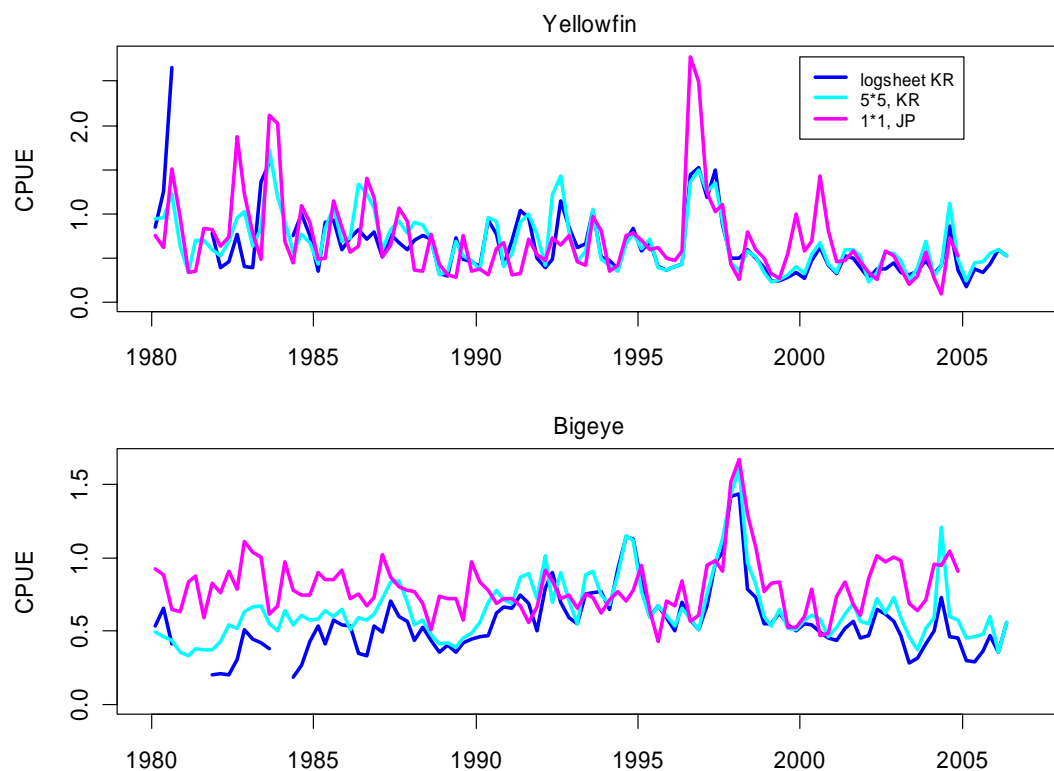 Yellowfin
CPUE
0.0 1.0 2.0
logsheet KR
5*5, KR
1*1, JP
1980 1985 1990 1995 2000 2005
Bigeye
CPUE
0.0 0.5 1.0 1.5
1980 1985 1990 1995 2000 2005